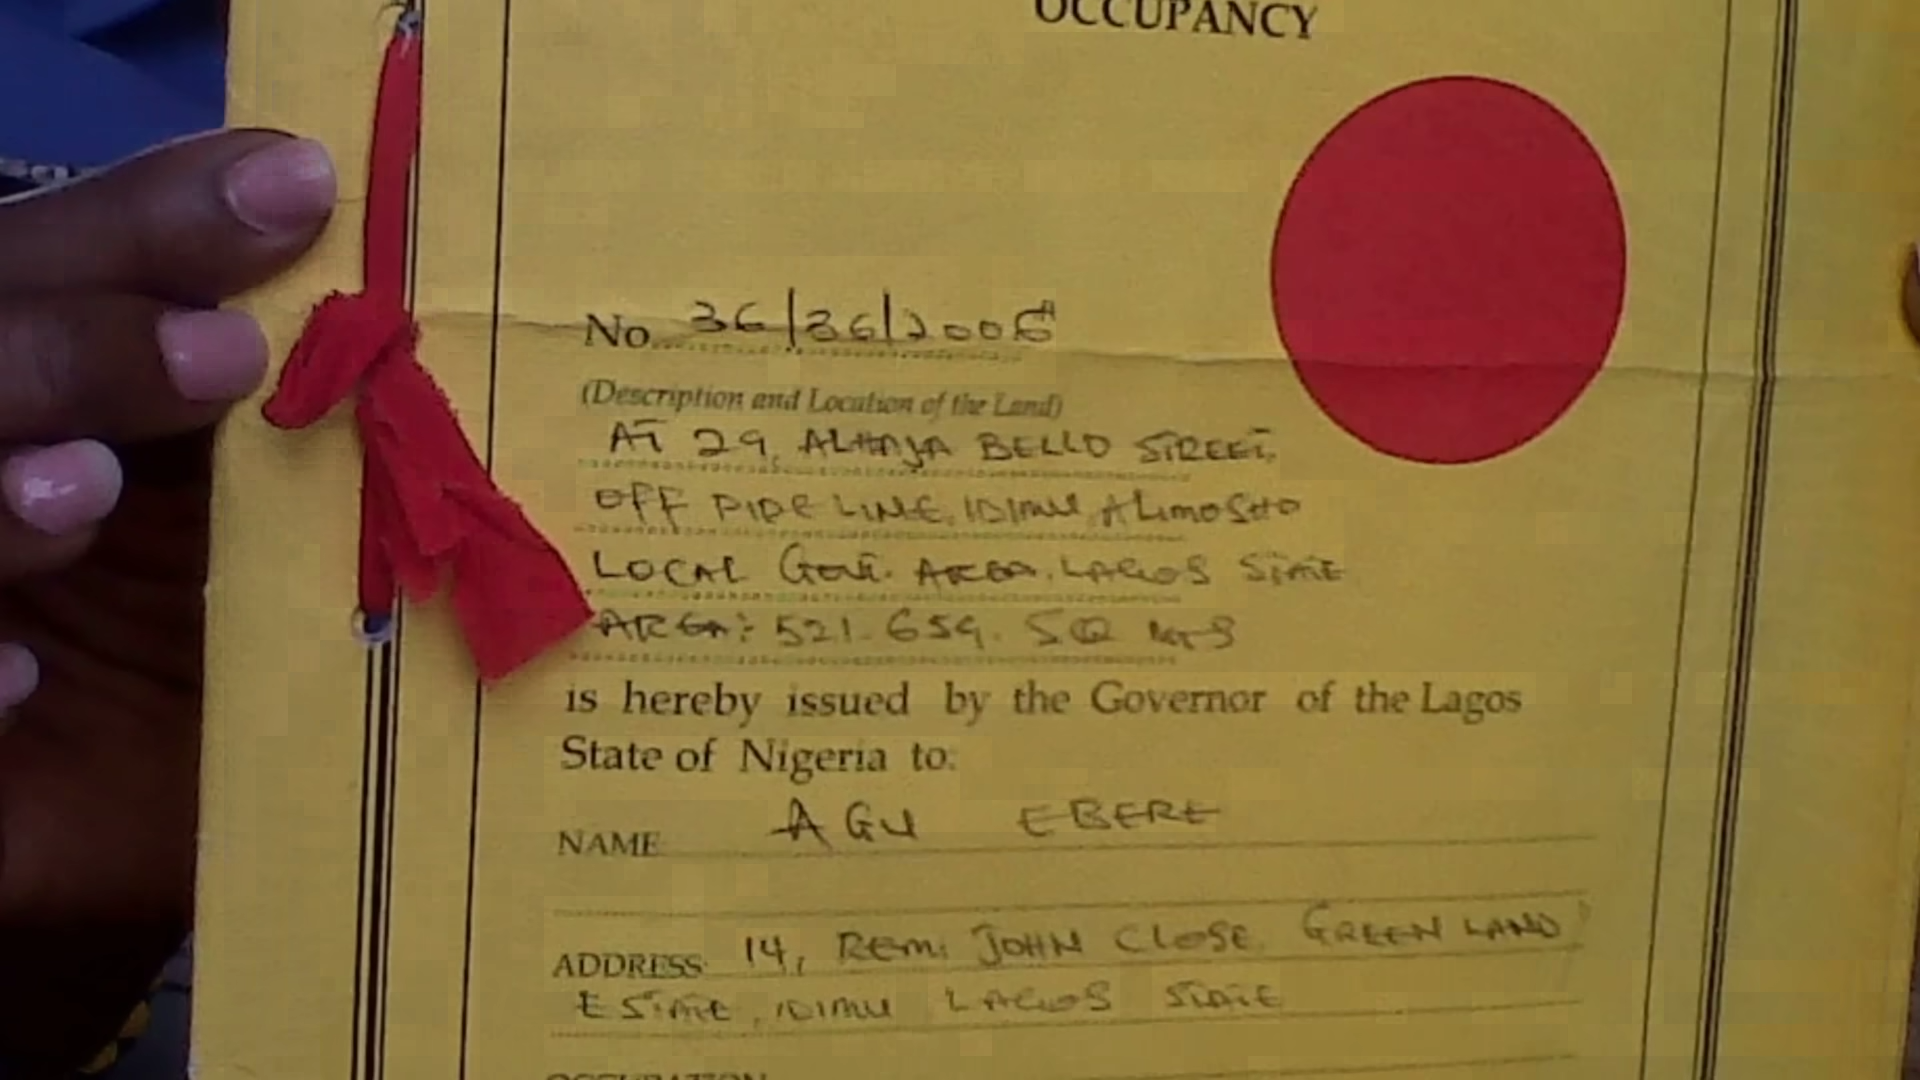 OCCUPANCY
No. 36/36/2006A
(Description and Location of the Land)
AT 29, ALHAJA BELLO STREET,
OFF PIPE LINE, IDIMU, ALIMOSHO
LOCAL GOVT. AREA. LAGOS STATE
AREA: 521.659. SQ MTS
is hereby issued by the Governor of the Lagos
State of Nigeria to:
NAME AGU EBERE
ADDRESS: 14, REMI JOHN CLOSE GREEN LAND
ESTATE, IDIMU LAGOS STATE
OCCUPATION